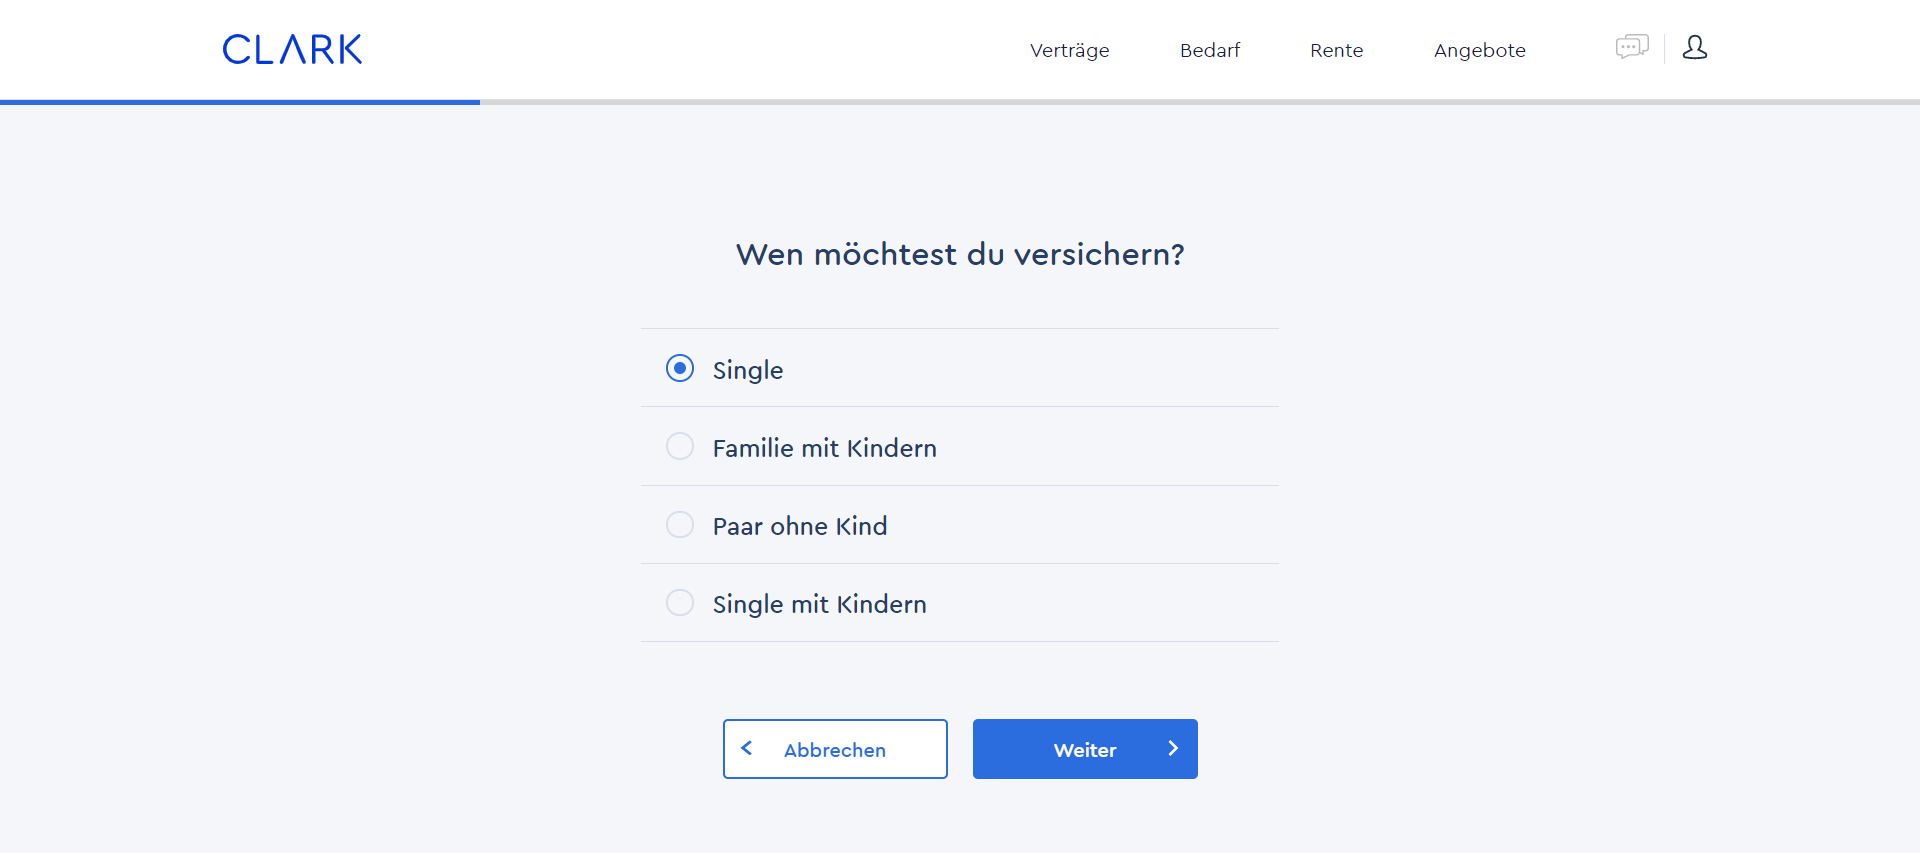 CLARK
Verträge Bedarf Rente Angebote
Wen möchtest du versichern?
Single
Familie mit Kindern
Paar ohne Kind
Single mit Kindern
Abbrechen
Weiter